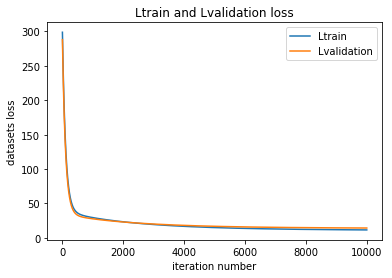 Ltrain and Lvalidation loss
datasets loss
300
250
200
150
100
50
0
Ltrain
Lvalidation
0
2000
4000
6000
8000
10000
iteration number